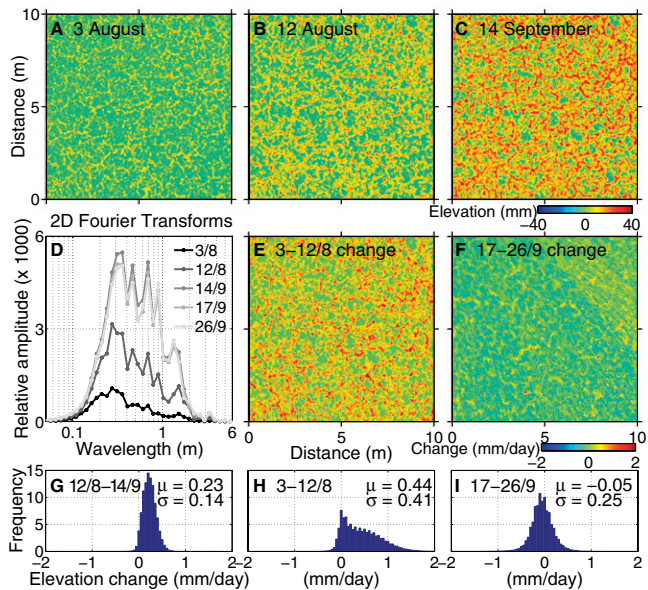 A 3 August
B 12 August
C 14 September
Distance (m)
10
5
0
Elevation (mm)
−40 0 40
2D Fourier Transforms
D
3/8
12/8
14/9
17/9
26/9
Relative amplitude (x 1000)
6
3
0
0.1 1 6
Wavelength (m)
E 3−12/8 change
0 5 10
Distance (m)
F 17−26/9 change
0 5 10
Change (mm/day)
−2 0 2
Frequency
15
10
5
0
G 12/8−14/9 μ = 0.23
σ = 0.14
−2 −1 0 1 2
Elevation change (mm/day)
H 3−12/8 μ = 0.44
σ = 0.41
−1 0 1 2
(mm/day)
I 17−26/9 μ = −0.05
σ = 0.25
−1 0 1 2
(mm/day)